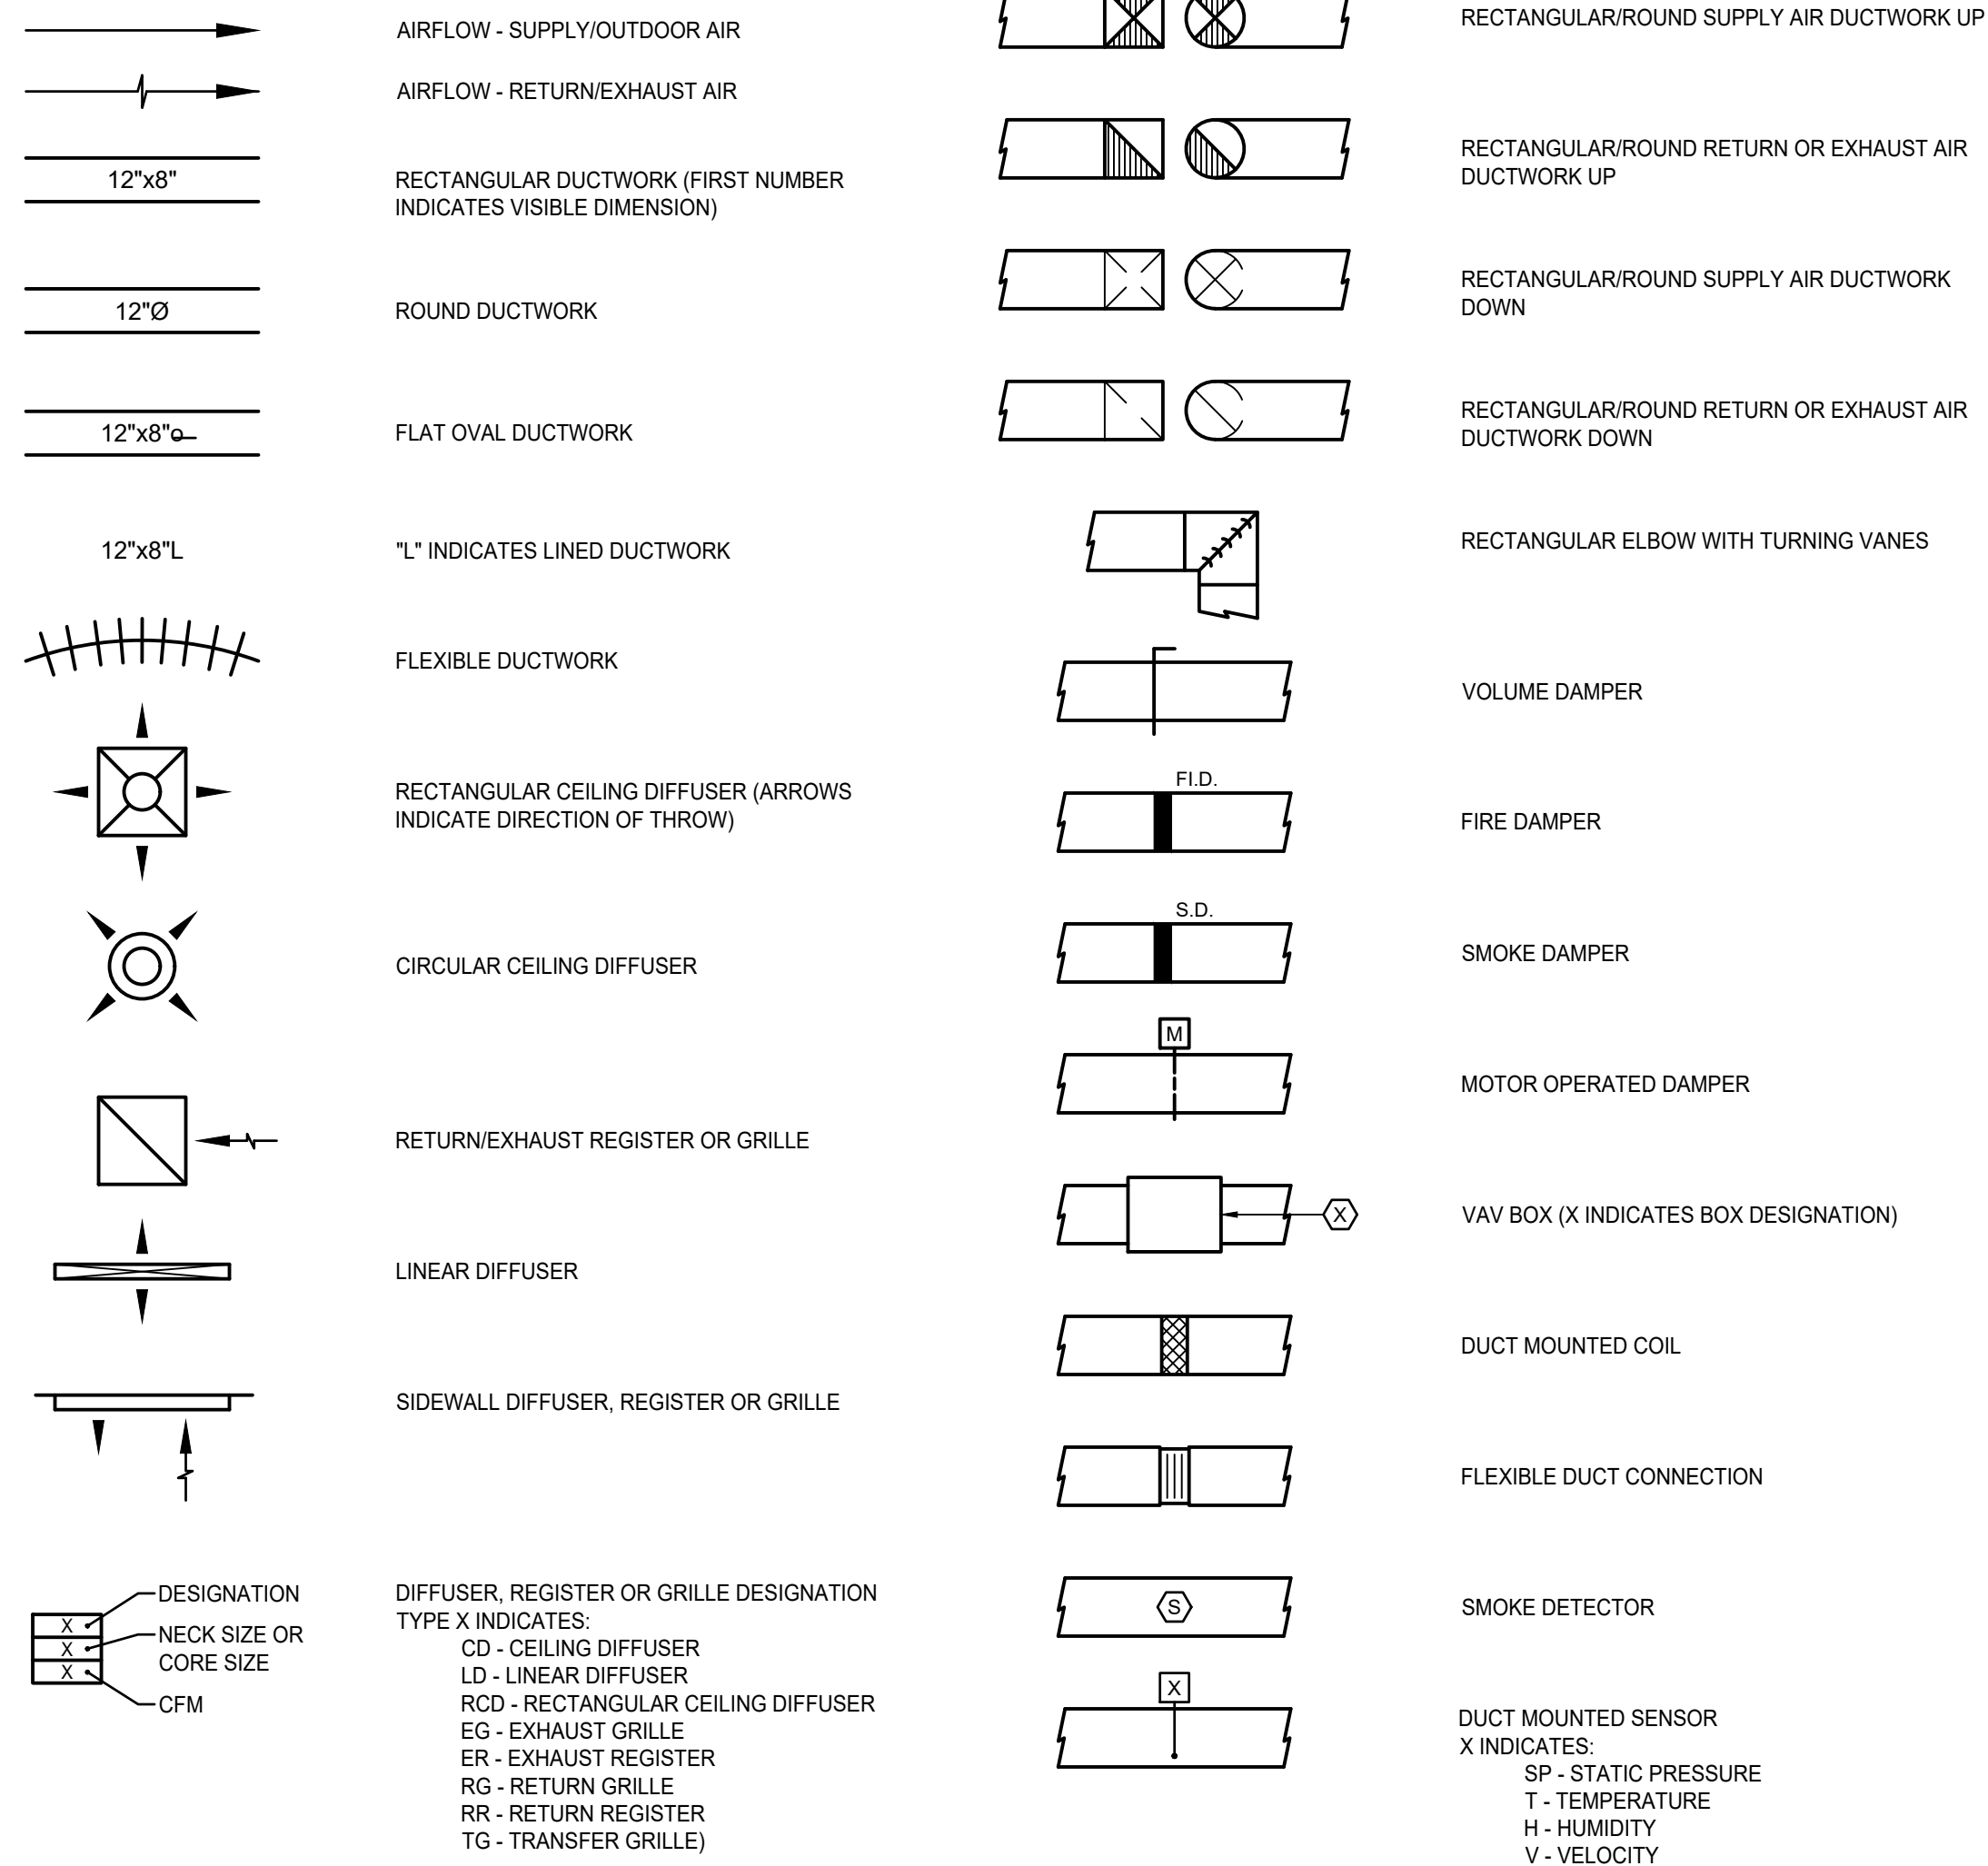 AIRFLOW - SUPPLY/OUTDOOR AIR
AIRFLOW - RETURN/EXHAUST AIR
12"x8"
RECTANGULAR DUCTWORK (FIRST NUMBER
INDICATES VISIBLE DIMENSION)
12"Ø
ROUND DUCTWORK
12"x8"o
FLAT OVAL DUCTWORK
12"x8"L
"L" INDICATES LINED DUCTWORK
FLEXIBLE DUCTWORK
RECTANGULAR CEILING DIFFUSER (ARROWS
INDICATE DIRECTION OF THROW)
CIRCULAR CEILING DIFFUSER
RETURN/EXHAUST REGISTER OR GRILLE
LINEAR DIFFUSER
SIDEWALL DIFFUSER, REGISTER OR GRILLE
X
X
X
DESIGNATION
NECK SIZE OR
CORE SIZE
CFM
DIFFUSER, REGISTER OR GRILLE DESIGNATION
TYPE X INDICATES:
CD - CEILING DIFFUSER
LD - LINEAR DIFFUSER
RCD - RECTANGULAR CEILING DIFFUSER
EG - EXHAUST GRILLE
ER - EXHAUST REGISTER
RG - RETURN GRILLE
RR - RETURN REGISTER
TG - TRANSFER GRILLE)
RECTANGULAR/ROUND SUPPLY AIR DUCTWORK UP
RECTANGULAR/ROUND RETURN OR EXHAUST AIR
DUCTWORK UP
RECTANGULAR/ROUND SUPPLY AIR DUCTWORK
DOWN
RECTANGULAR/ROUND RETURN OR EXHAUST AIR
DUCTWORK DOWN
RECTANGULAR ELBOW WITH TURNING VANES
VOLUME DAMPER
FI.D.
FIRE DAMPER
S.D.
SMOKE DAMPER
M
MOTOR OPERATED DAMPER
X
VAV BOX (X INDICATES BOX DESIGNATION)
DUCT MOUNTED COIL
FLEXIBLE DUCT CONNECTION
S
SMOKE DETECTOR
X
DUCT MOUNTED SENSOR
X INDICATES:
SP - STATIC PRESSURE
T - TEMPERATURE
H - HUMIDITY
V - VELOCITY